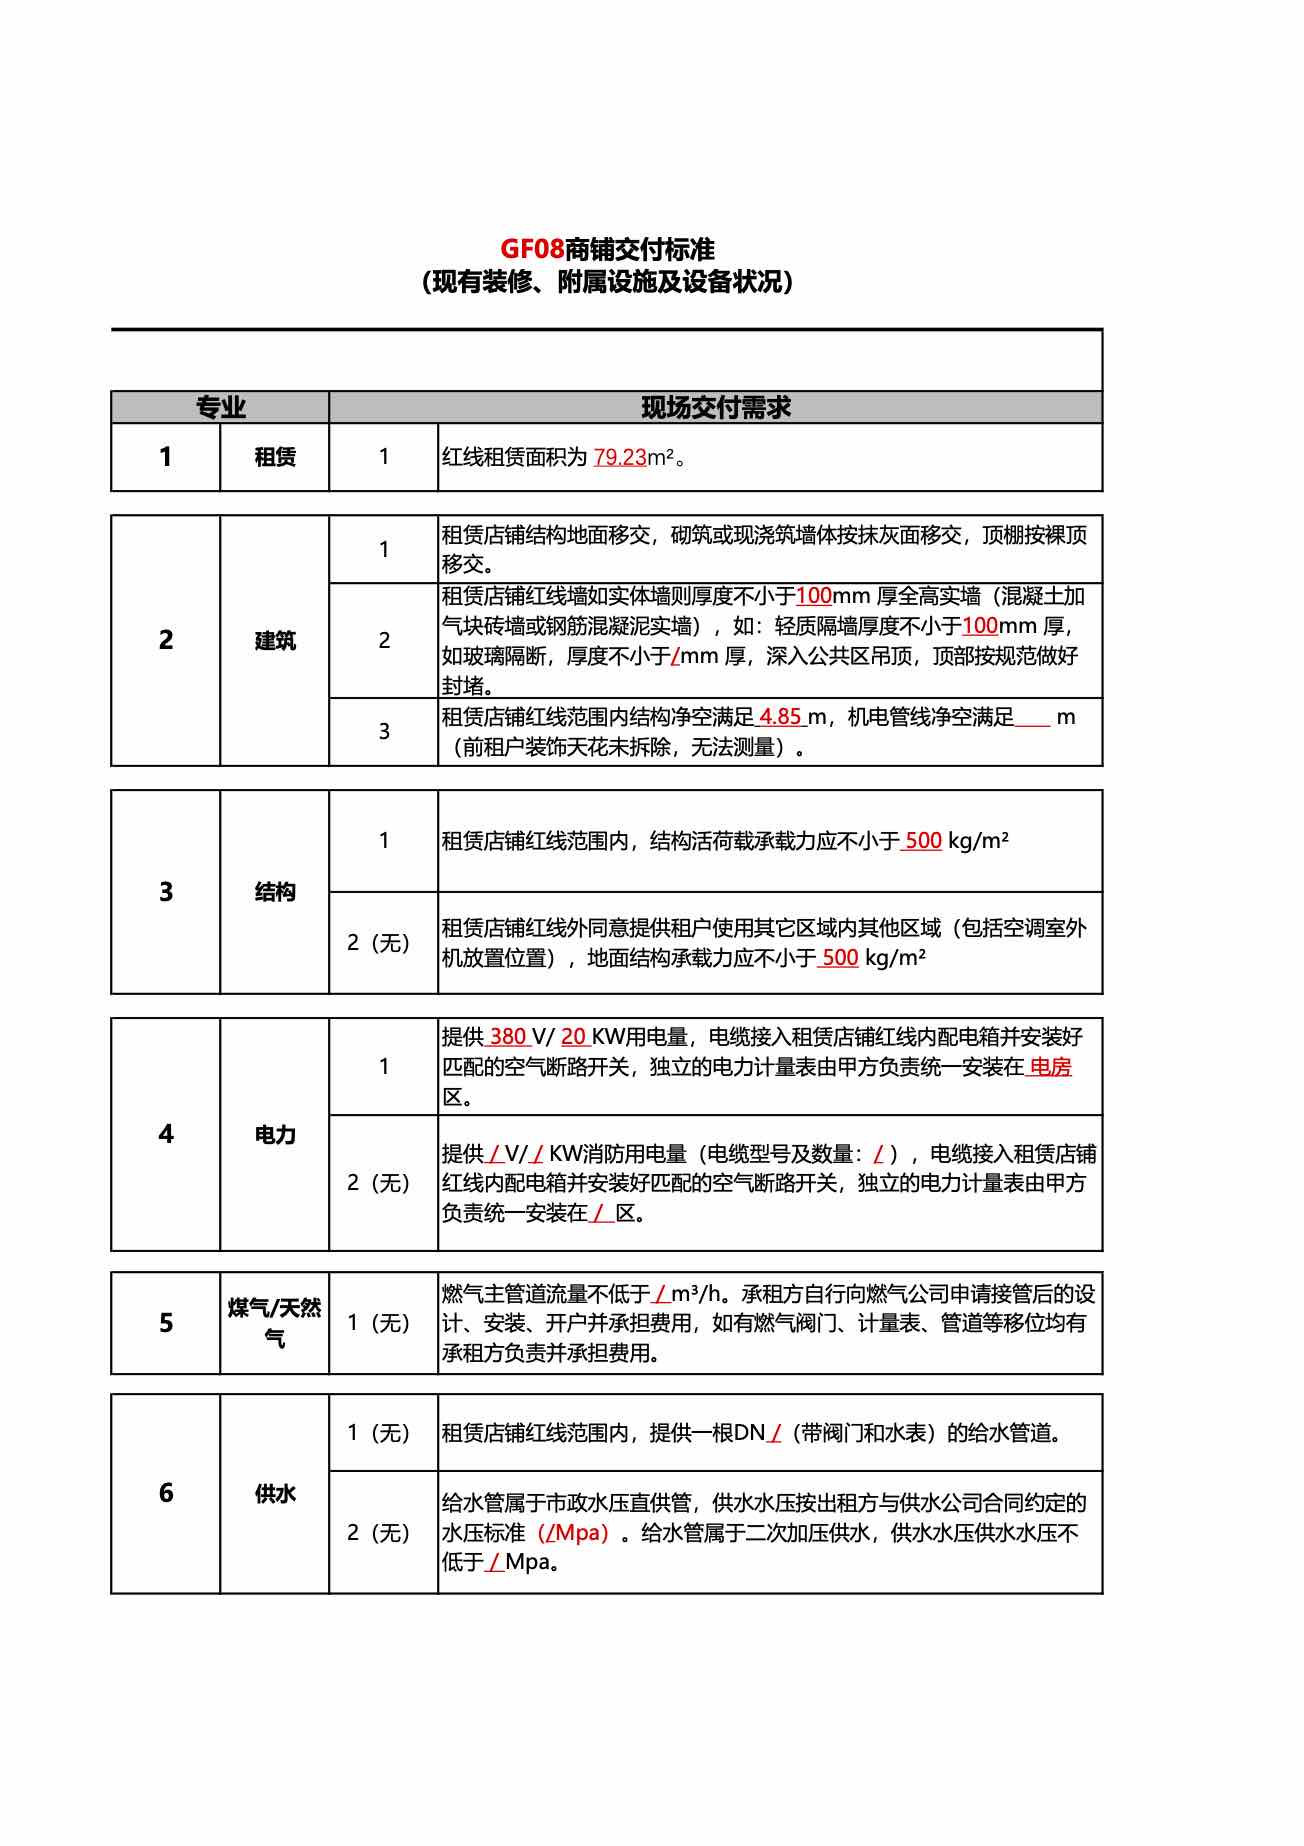 GF08商铺交付标准
（现有装修、附属设施及设备状况）
专业 现场交付需求
1 租赁 1 红线租赁面积为 79.23m²。
2 建筑
1
租赁店铺结构地面移交，砌筑或现浇筑墙体按抹灰面移交，顶棚按裸顶
移交。
2
租赁店铺红线墙如实体墙则厚度不小于100mm 厚全高实墙（混凝土加
气块砖墙或钢筋混凝泥实墙），如：轻质隔墙厚度不小于100mm 厚，
如玻璃隔断，厚度不小于/mm 厚，深入公共区吊顶，顶部按规范做好
封堵。
3
租赁店铺红线范围内结构净空满足 4.85 m，机电管线净空满足___ m
（前租户装饰天花未拆除，无法测量）。
3 结构
1
租赁店铺红线范围内，结构活荷载承载力应不小于 500 kg/m²
2（无）
租赁店铺红线外同意提供租户使用其它区域内其他区域（包括空调室外
机放置位置），地面结构承载力应不小于 500 kg/m²
4 电力
1
提供 380 V/ 20 KW用电量，电缆接入租赁店铺红线内配电箱并安装好
匹配的空气断路开关，独立的电力计量表由甲方负责统一安装在 电房
区。
2（无）
提供 / V/ / KW消防用电量（电缆型号及数量： / ），电缆接入租赁店铺
红线内配电箱并安装好匹配的空气断路开关，独立的电力计量表由甲方
负责统一安装在 / 区。
5
煤气/天然
气
1（无）
燃气主管道流量不低于 / m³/h。承租方自行向燃气公司申请接管后的设
计、安装、开户并承担费用，如有燃气阀门、计量表、管道等移位均有
承租方负责并承担费用。
6 供水
1（无）
租赁店铺红线范围内，提供一根DN /（带阀门和水表）的给水管道。
2（无）
给水管属于市政水压直供管，供水水压按出租方与供水公司合同约定的
水压标准（/Mpa）。给水管属于二次加压供水，供水水压供水水压不
低于 / Mpa。